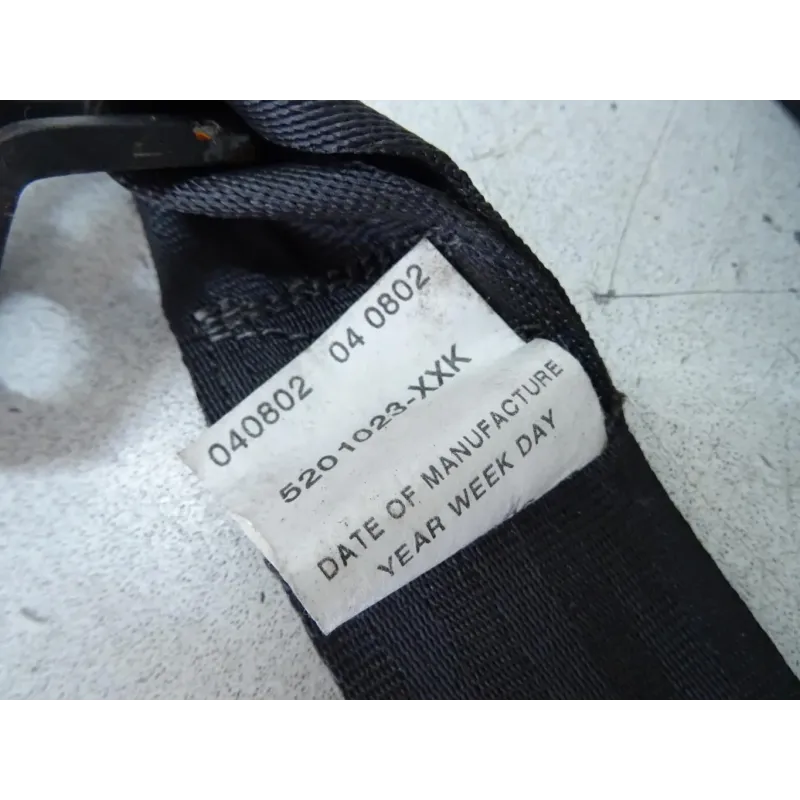 040802 04 0802
5201023-XXK
DATE OF MANUFACTURE
YEAR WEEK DAY